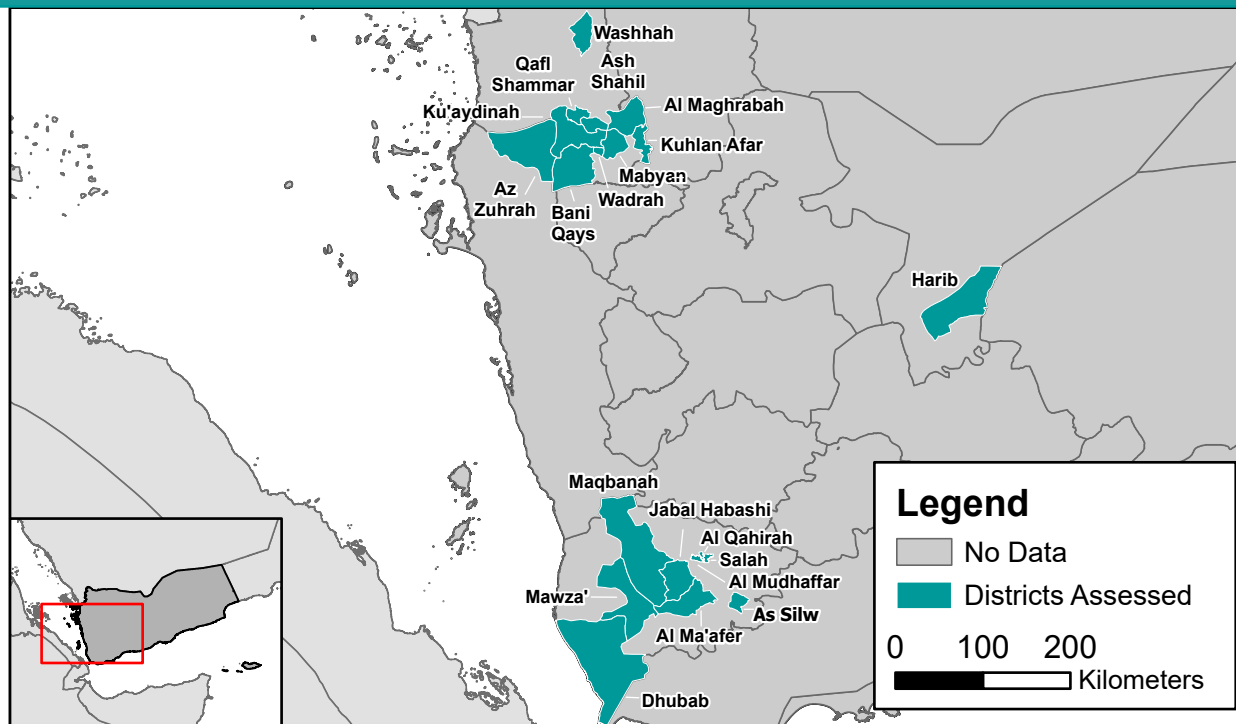 Washhah
Qafl
Shammar
Ash
Shahil
Ku'aydinah
Al Maghrabah
Kuhlan Afar
Mabyan
Wadrah
Az
Zuhrah
Bani
Qays
Harib
Maqbanah
Jabal Habashi
Al Qahirah
Salah
Al Mudhaffar
Mawza'
As Silw
Al Ma'afer
Dhubab
Legend
No Data
Districts Assessed
0 100 200
Kilometers